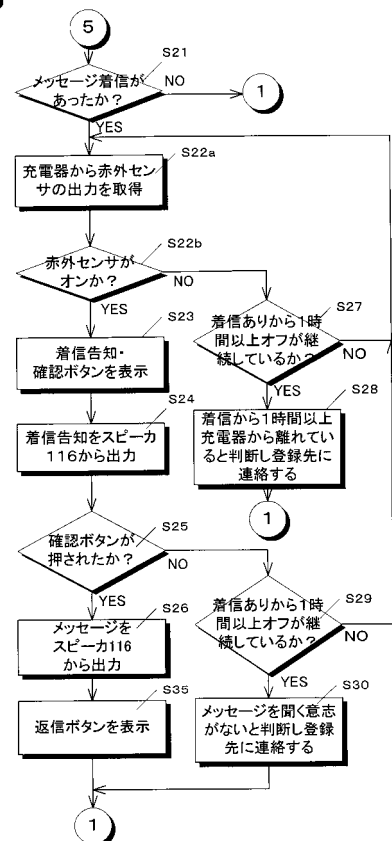 5
S21
メッセージ着信が
あったか？
NO
1
YES
S22a
充電器から赤外セン
サの出力を取得
S22b
赤外センサが
オンか？
NO
YES
S27
着信ありから1時
間以上オフが継
続しているか？
NO
YES
S23
着信告知・
確認ボタンを表示
S28
着信から1時間以上
充電器から離れてい
ると判断し登録先に
連絡する
1
S24
着信告知をスピーカ
116から出力
S25
確認ボタンが
押されたか？
NO
YES
S29
着信ありから1時
間以上オフが継
続しているか？
NO
YES
S26
メッセージを
スピーカ116
から出力
S30
メッセージを聞く意志
がないと判断し登録
先に連絡する
S35
返信ボタンを表示
1